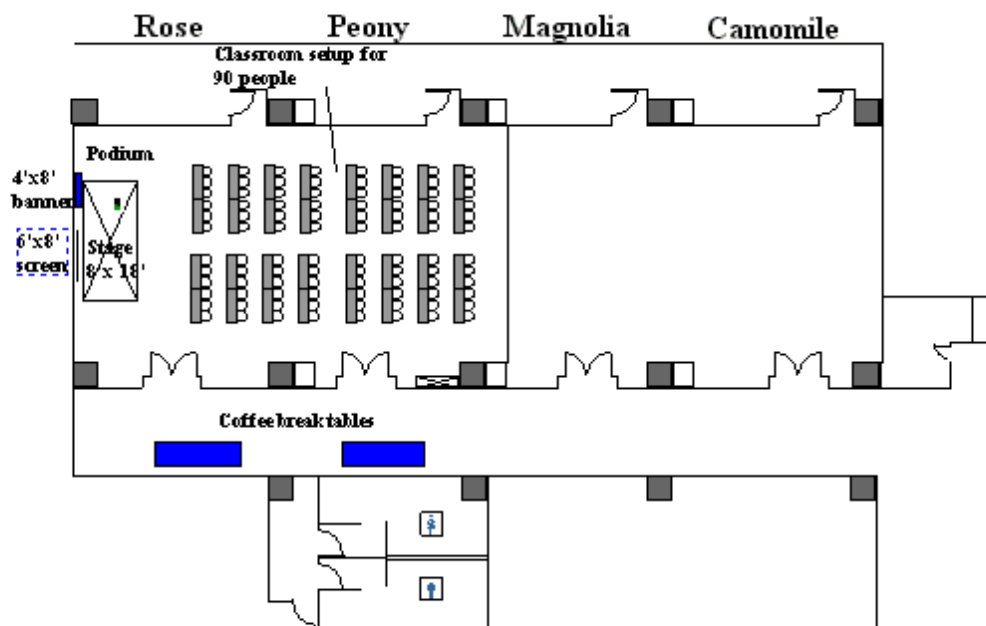 Rose Peony Magnolia Camomile
Classroom setup for
90 people
Podium
4'x8'
banner
6'x8'
screen
Stage
8'x 18'
Coffee break tables